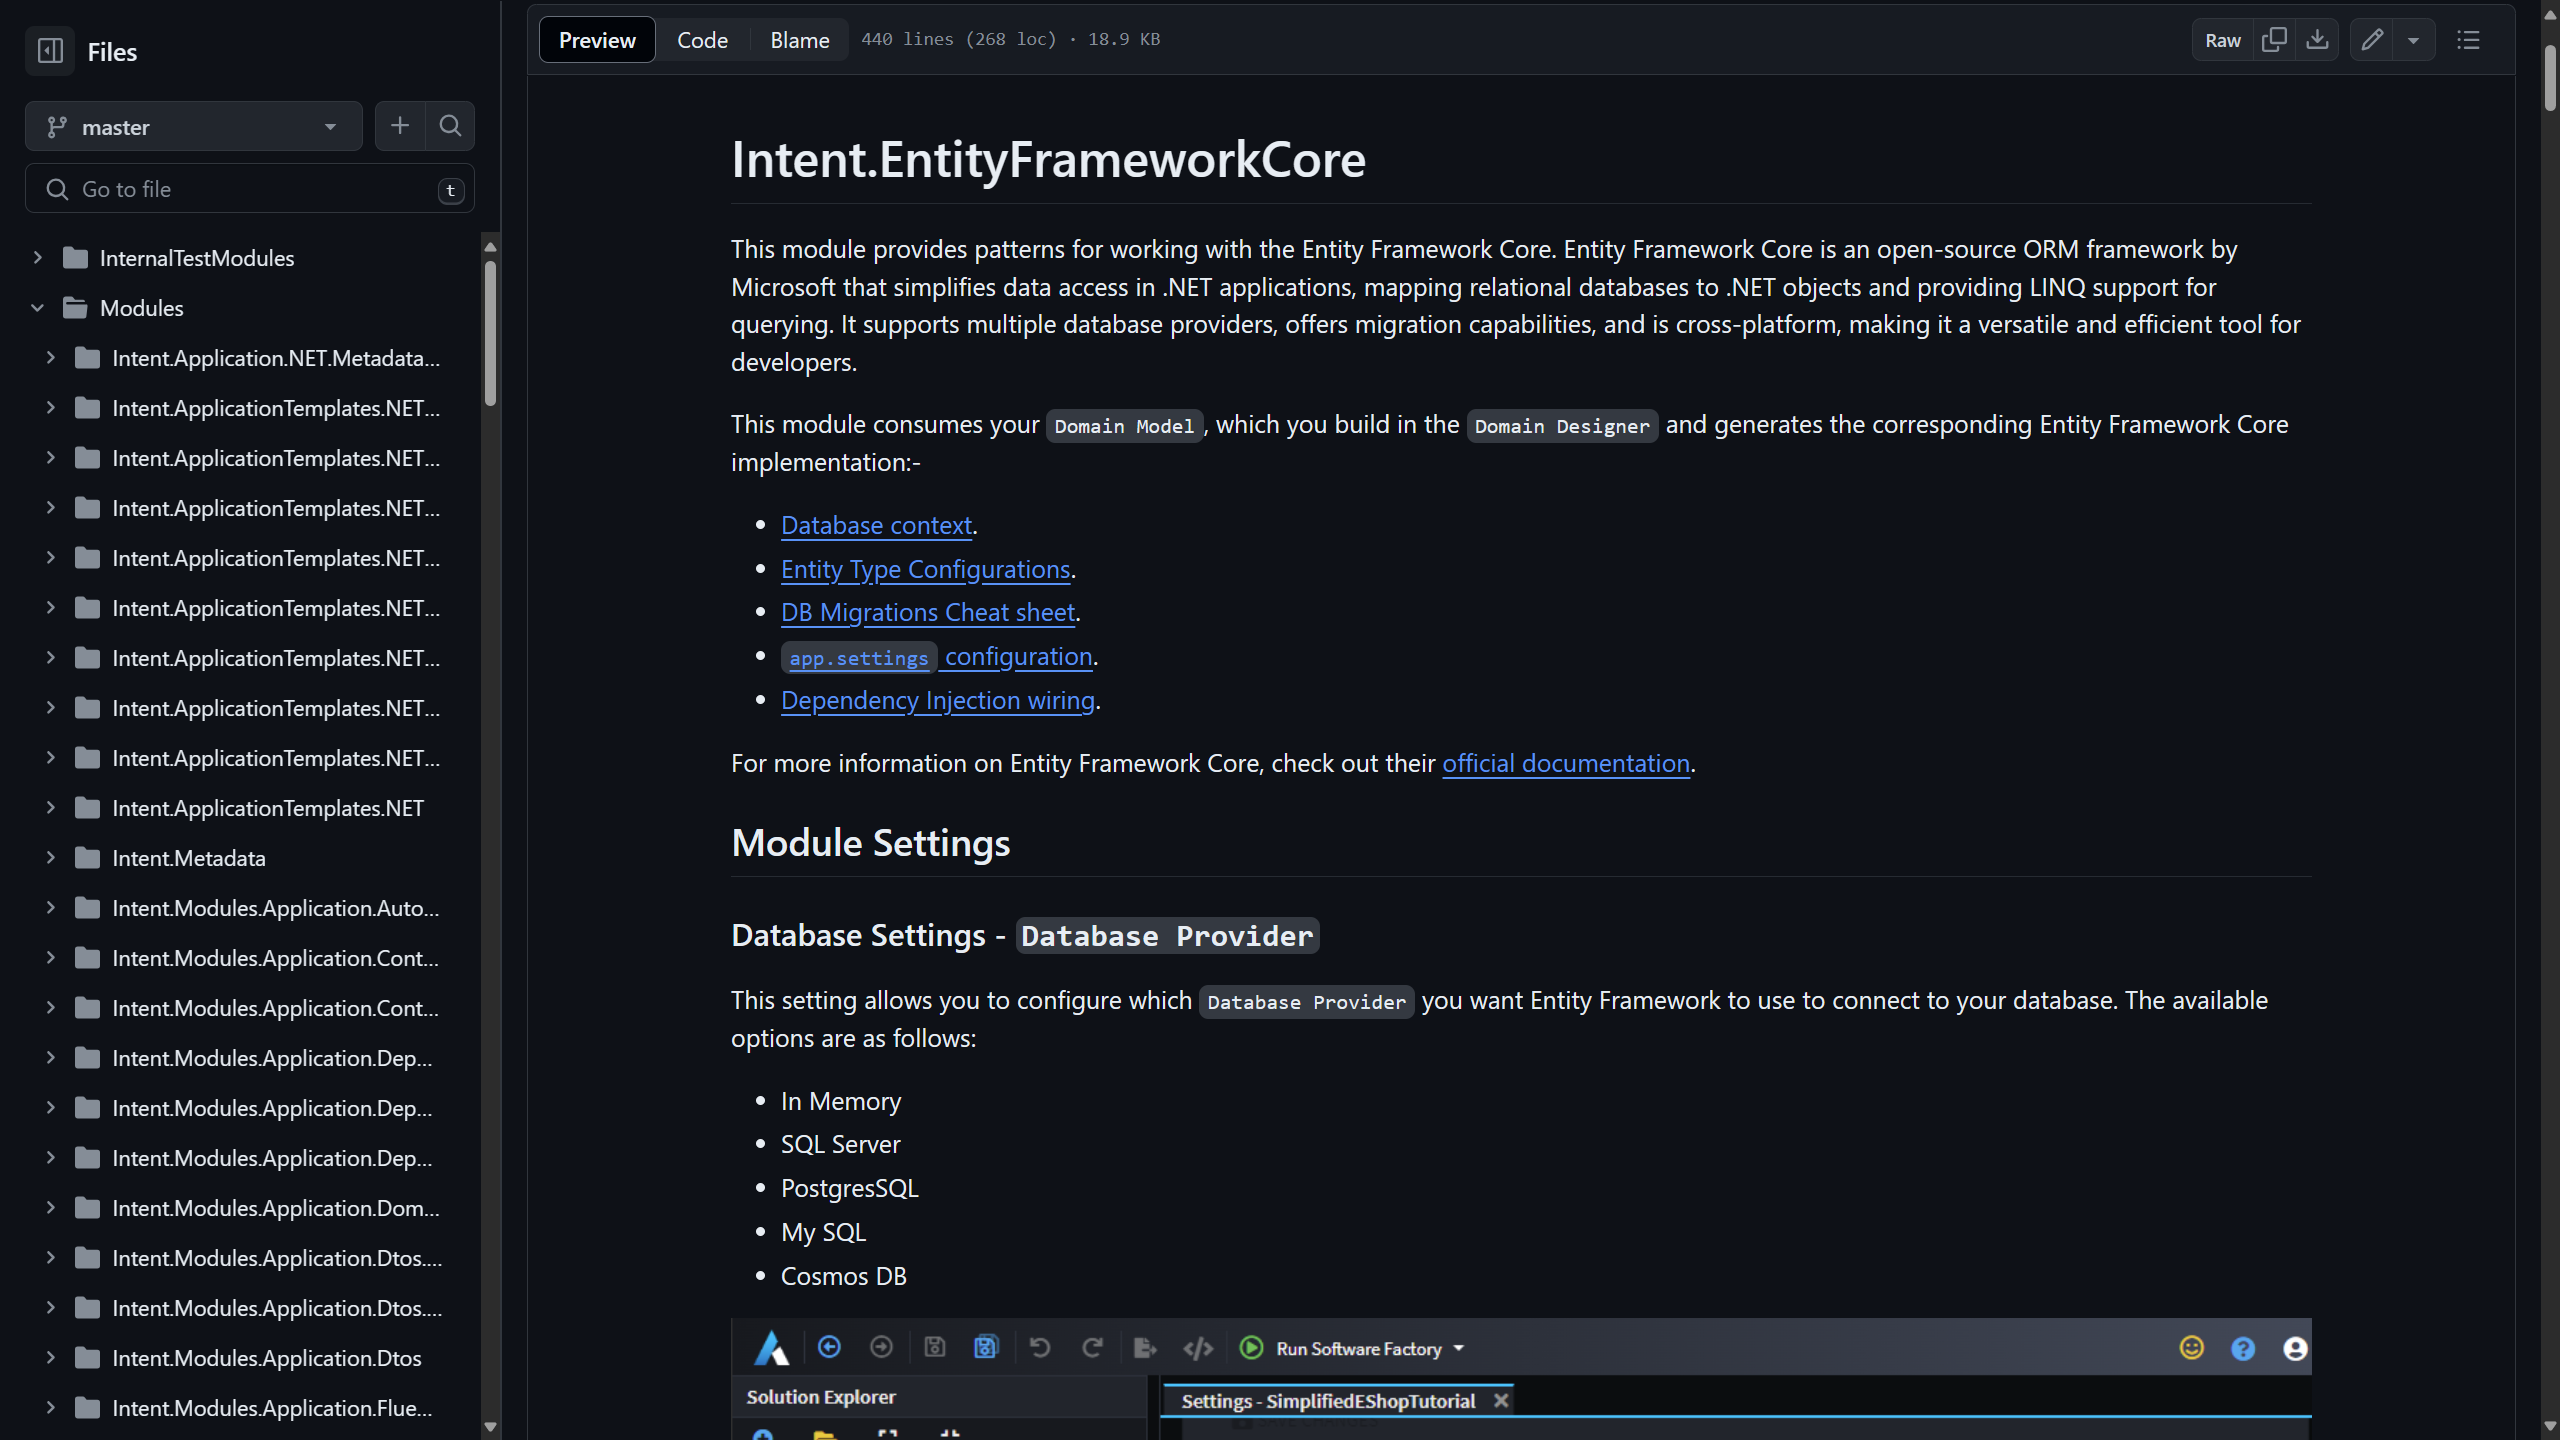 Files
master
Go to file
t
InternalTestModules
Modules
Intent.Application.NET.Metadata...
Intent.ApplicationTemplates.NET...
Intent.ApplicationTemplates.NET...
Intent.ApplicationTemplates.NET...
Intent.ApplicationTemplates.NET...
Intent.ApplicationTemplates.NET...
Intent.ApplicationTemplates.NET...
Intent.ApplicationTemplates.NET...
Intent.ApplicationTemplates.NET...
Intent.ApplicationTemplates.NET
Intent.Metadata
Intent.Modules.Application.Auto...
Intent.Modules.Application.Cont...
Intent.Modules.Application.Cont...
Intent.Modules.Application.Dep...
Intent.Modules.Application.Dep...
Intent.Modules.Application.Dep...
Intent.Modules.Application.Dom...
Intent.Modules.Application.Dtos....
Intent.Modules.Application.Dtos....
Intent.Modules.Application.Dtos
Intent.Modules.Application.Flue...
Preview Code Blame 440 lines (268 loc) · 18.9 KB Raw
Intent.EntityFrameworkCore
This module provides patterns for working with the Entity Framework Core. Entity Framework Core is an open-source ORM framework by
Microsoft that simplifies data access in .NET applications, mapping relational databases to .NET objects and providing LINQ support for
querying. It supports multiple database providers, offers migration capabilities, and is cross-platform, making it a versatile and efficient tool for
developers.
This module consumes your Domain Model, which you build in the Domain Designer and generates the corresponding Entity Framework Core
implementation:-
• Database context.
• Entity Type Configurations.
• DB Migrations Cheat sheet.
• app.settings configuration.
• Dependency Injection wiring.
For more information on Entity Framework Core, check out their official documentation.
Module Settings
Database Settings - Database Provider
This setting allows you to configure which Database Provider you want Entity Framework to use to connect to your database. The available
options are as follows:
• In Memory
• SQL Server
• PostgresSQL
• My SQL
• Cosmos DB
Run Software Factory
Solution Explorer
Settings - SimplifiedEShopTutorial